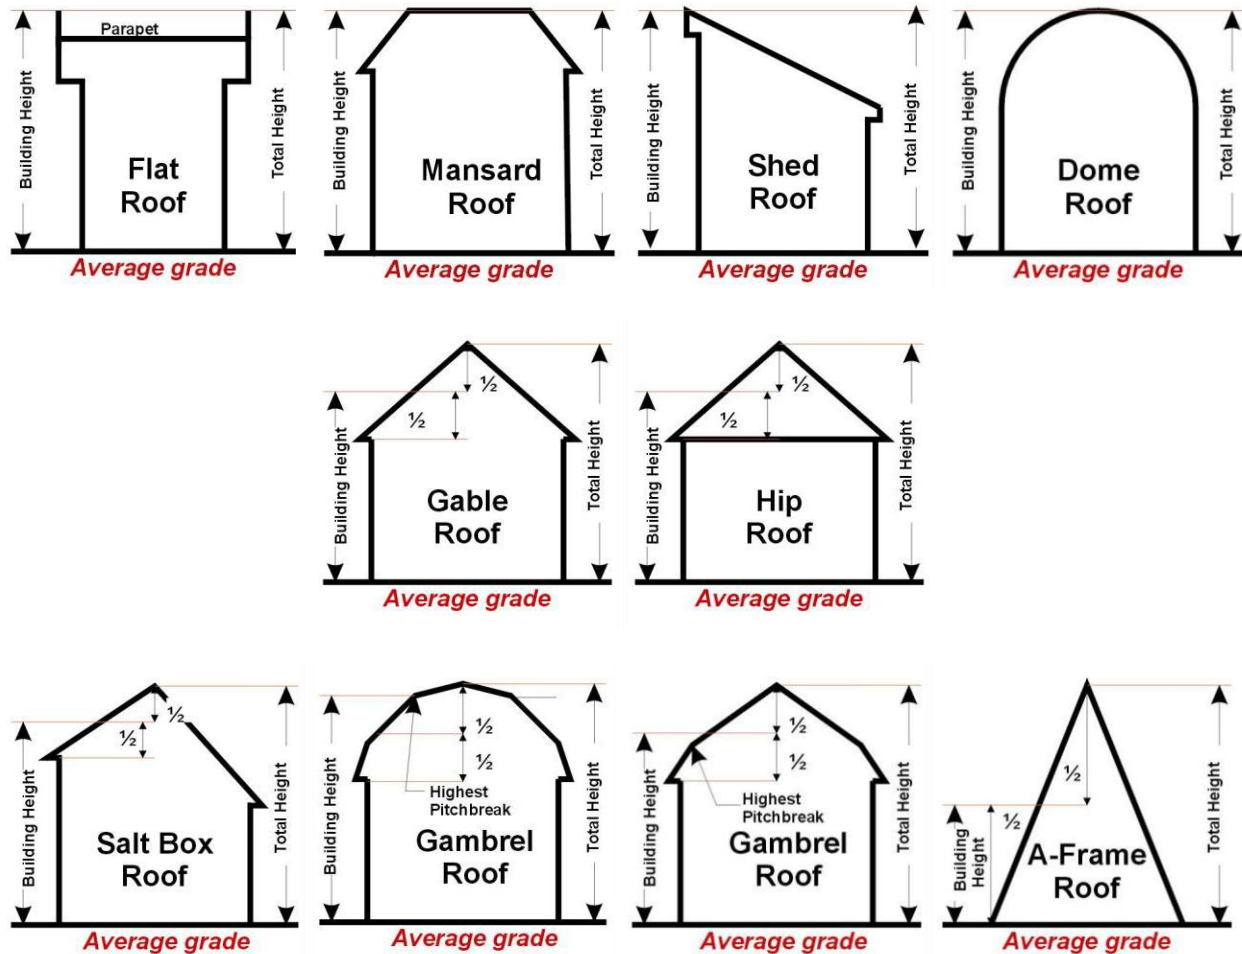 Parapet
Building Height
Total Height
Flat
Roof
Average grade
Building Height
Total Height
Mansard
Roof
Average grade
Building Height
Total Height
Shed
Roof
Average grade
Building Height
Total Height
Dome
Roof
Average grade
½
½
Building Height
Total Height
Gable
Roof
Average grade
½
½
Building Height
Total Height
Hip
Roof
Average grade
½
½
Building Height
Total Height
Salt Box
Roof
Average grade
½
½
Building Height
Total Height
Highest
Pitchbreak
Gambrel
Roof
Average grade
½
½
Building Height
Total Height
Highest
Pitchbreak
Gambrel
Roof
Average grade
½
½
Building
Height
Total Height
A-Frame
Roof
Average grade